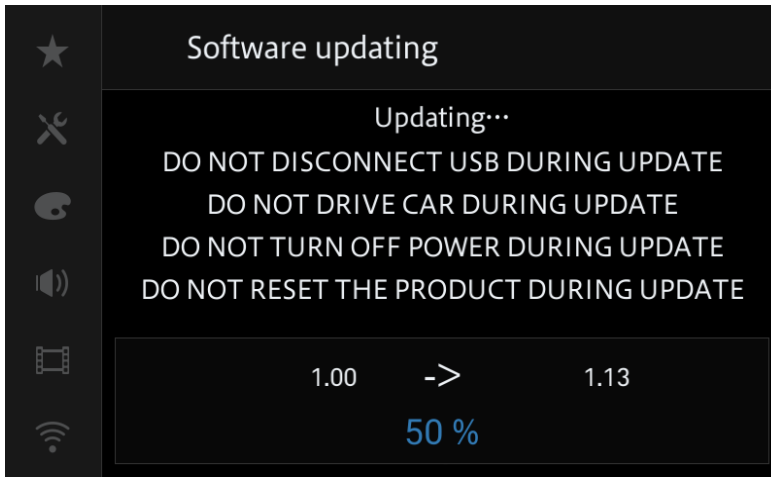 Software updating
Updating⋯
DO NOT DISCONNECT USB DURING UPDATE
DO NOT DRIVE CAR DURING UPDATE
DO NOT TURN OFF POWER DURING UPDATE
DO NOT RESET THE PRODUCT DURING UPDATE
1.00 -> 1.13
50 %